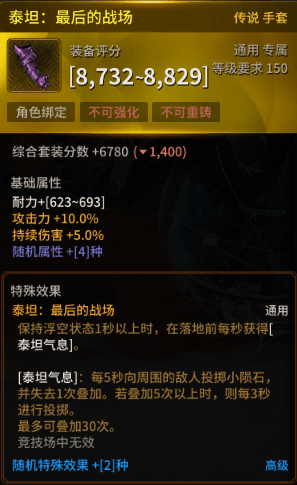 泰坦：最后的战场
传说 手套
装备评分
通用 专属
[8,732~8,829]
等级要求 150
角色绑定
不可强化
不可重铸
综合套装分数 +6780 (▼1,400)
基础属性
耐力+[623~693]
攻击力 +10.0%
持续伤害 +5.0%
随机属性 +[4]种
特殊效果
泰坦：最后的战场
通用
保持浮空状态1秒以上时，在落地前每秒获得[
泰坦气息]。
[泰坦气息]：每5秒向周围的敌人投掷小陨石，
并失去1次叠加。若叠加5次以上时，则每3秒
进行投掷。
最多可叠加30次。
竞技场中无效
随机特殊效果 +[2]种
高级